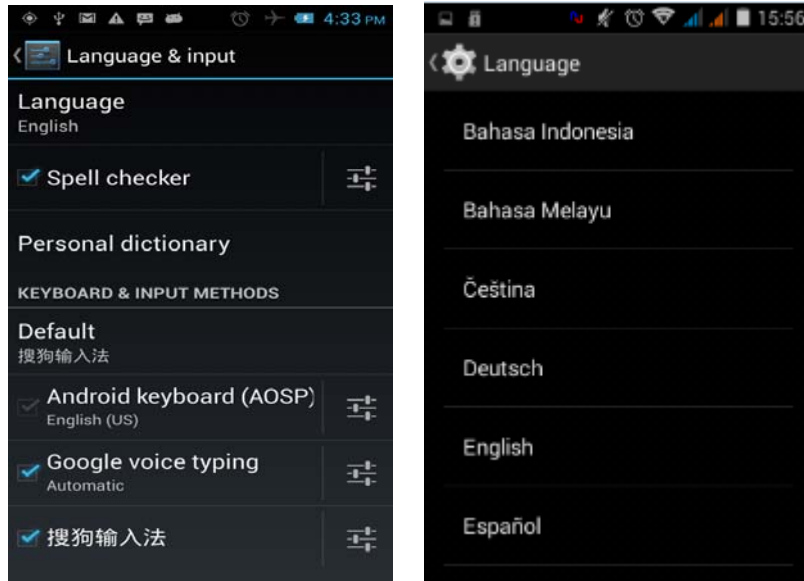 4:33 PM
Language & input
Language
English
Spell checker
Personal dictionary
KEYBOARD & INPUT METHODS
Default
搜狗输入法
Android keyboard (AOSP)
English (US)
Google voice typing
Automatic
搜狗输入法
15:56
Language
Bahasa Indonesia
Bahasa Melayu
Čeština
Deutsch
English
Español